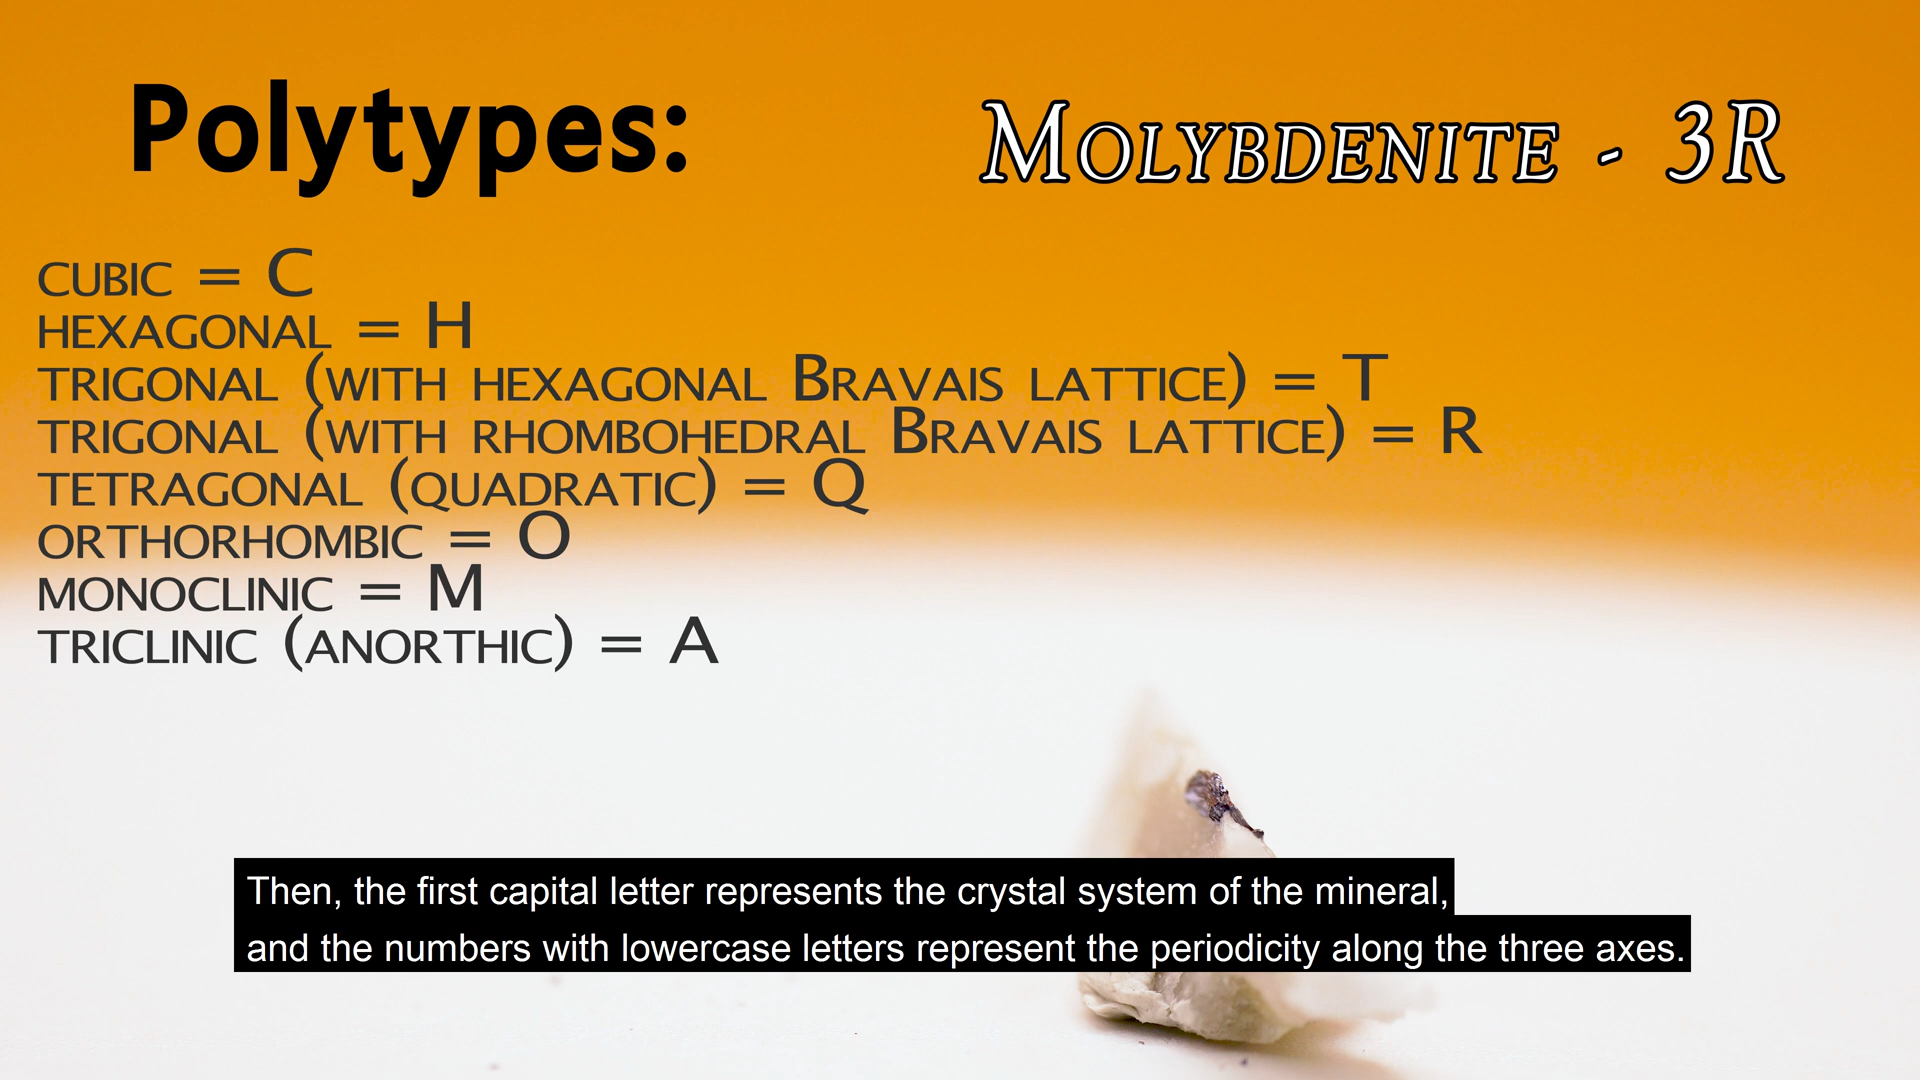 Polytypes:
Molybdenite - 3R
cubic = C
hexagonal = H
trigonal (with hexagonal Bravais lattice) = T
trigonal (with rhombohedral Bravais lattice) = R
tetragonal (quadratic) = Q
orthorhombic = O
monoclinic = M
triclinic (anorthic) = A
Then, the first capital letter represents the crystal system of the mineral,
and the numbers with lowercase letters represent the periodicity along the three axes.